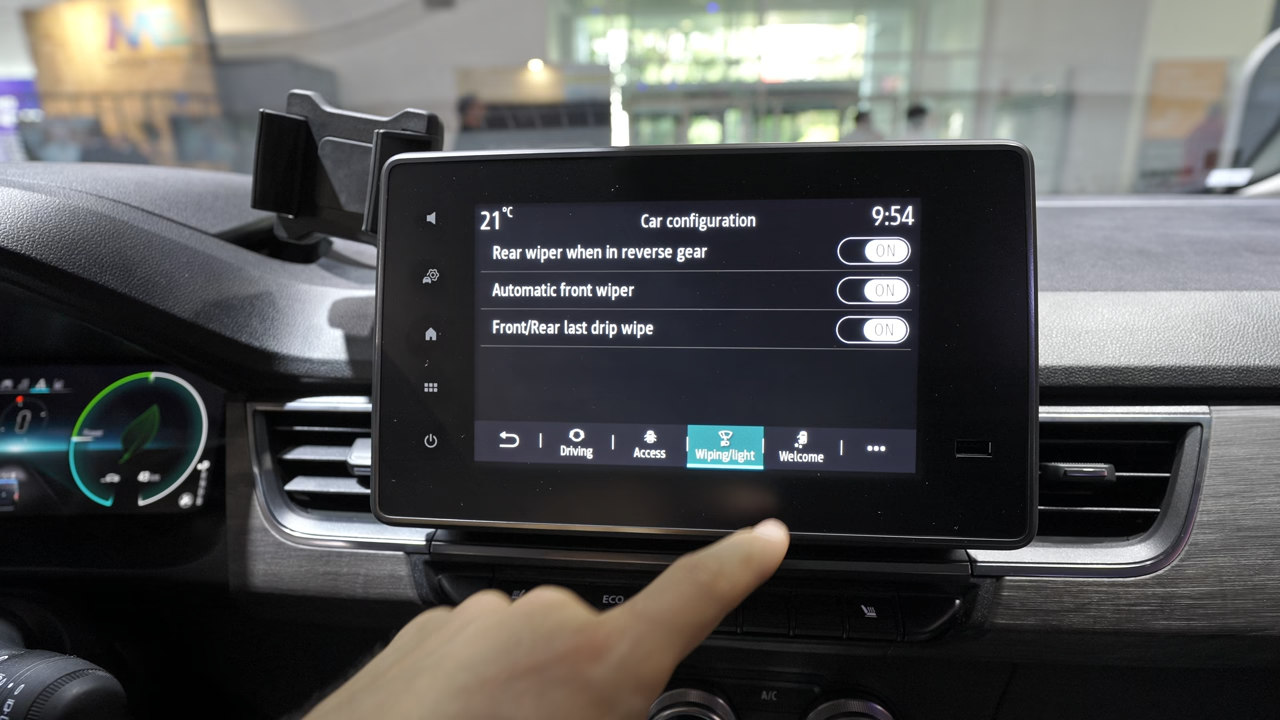 21°C Car configuration 9:54
Rear wiper when in reverse gear ON
Automatic front wiper ON
Front/Rear last drip wipe ON
Driving Access Wiping/light Welcome •••
0
ECO
A/C